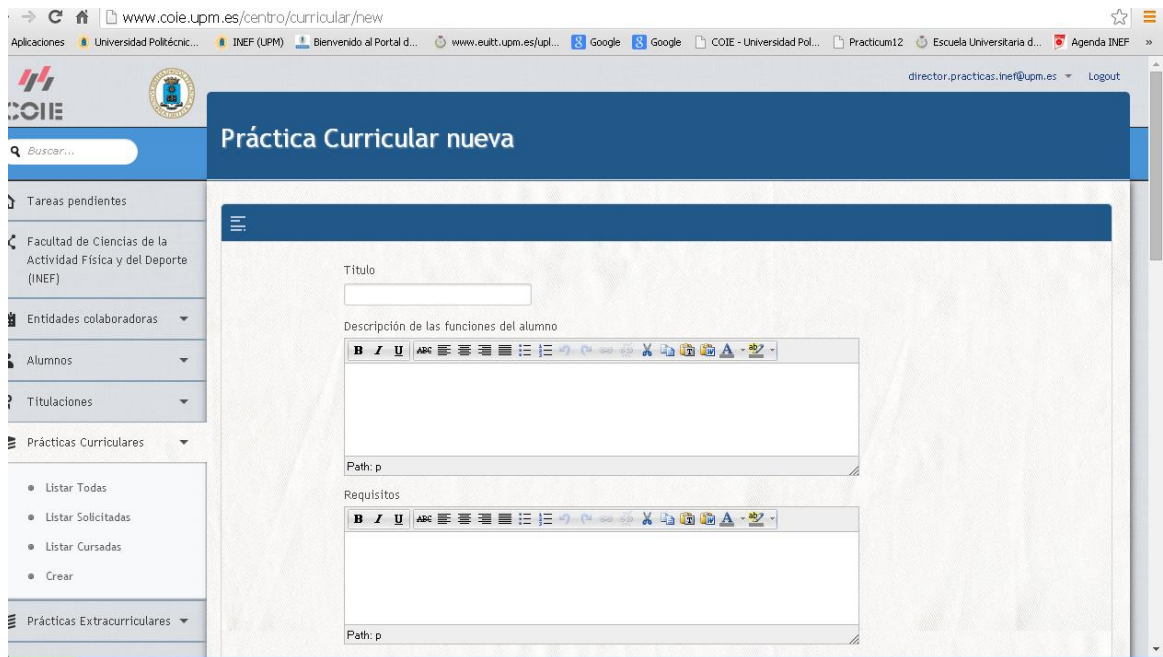 www.coie.upm.es/centro/curricular/new
Aplicaciones Universidad Politécnic... INEF (UPM) Bienvenido al Portal d... www.euitt.upm.es/upl... Google Google COIE - Universidad Pol... Practicum12 Escuela Universitaria d... Agenda INEF »
COIE
director.practicas.inef@upm.es Logout
Buscar...
Práctica Curricular nueva
Tareas pendientes
Facultad de Ciencias de la
Actividad Física y del Deporte
(INEF)
Entidades colaboradoras
Alumnos
Titulaciones
Prácticas Curriculares
Listar Todas
Listar Solicitadas
Listar Cursadas
Crear
Prácticas Extracurriculares
Titulo
Descripción de las funciones del alumno
B I U ABC
Path: p
Requisitos
B I U ABC
Path: p